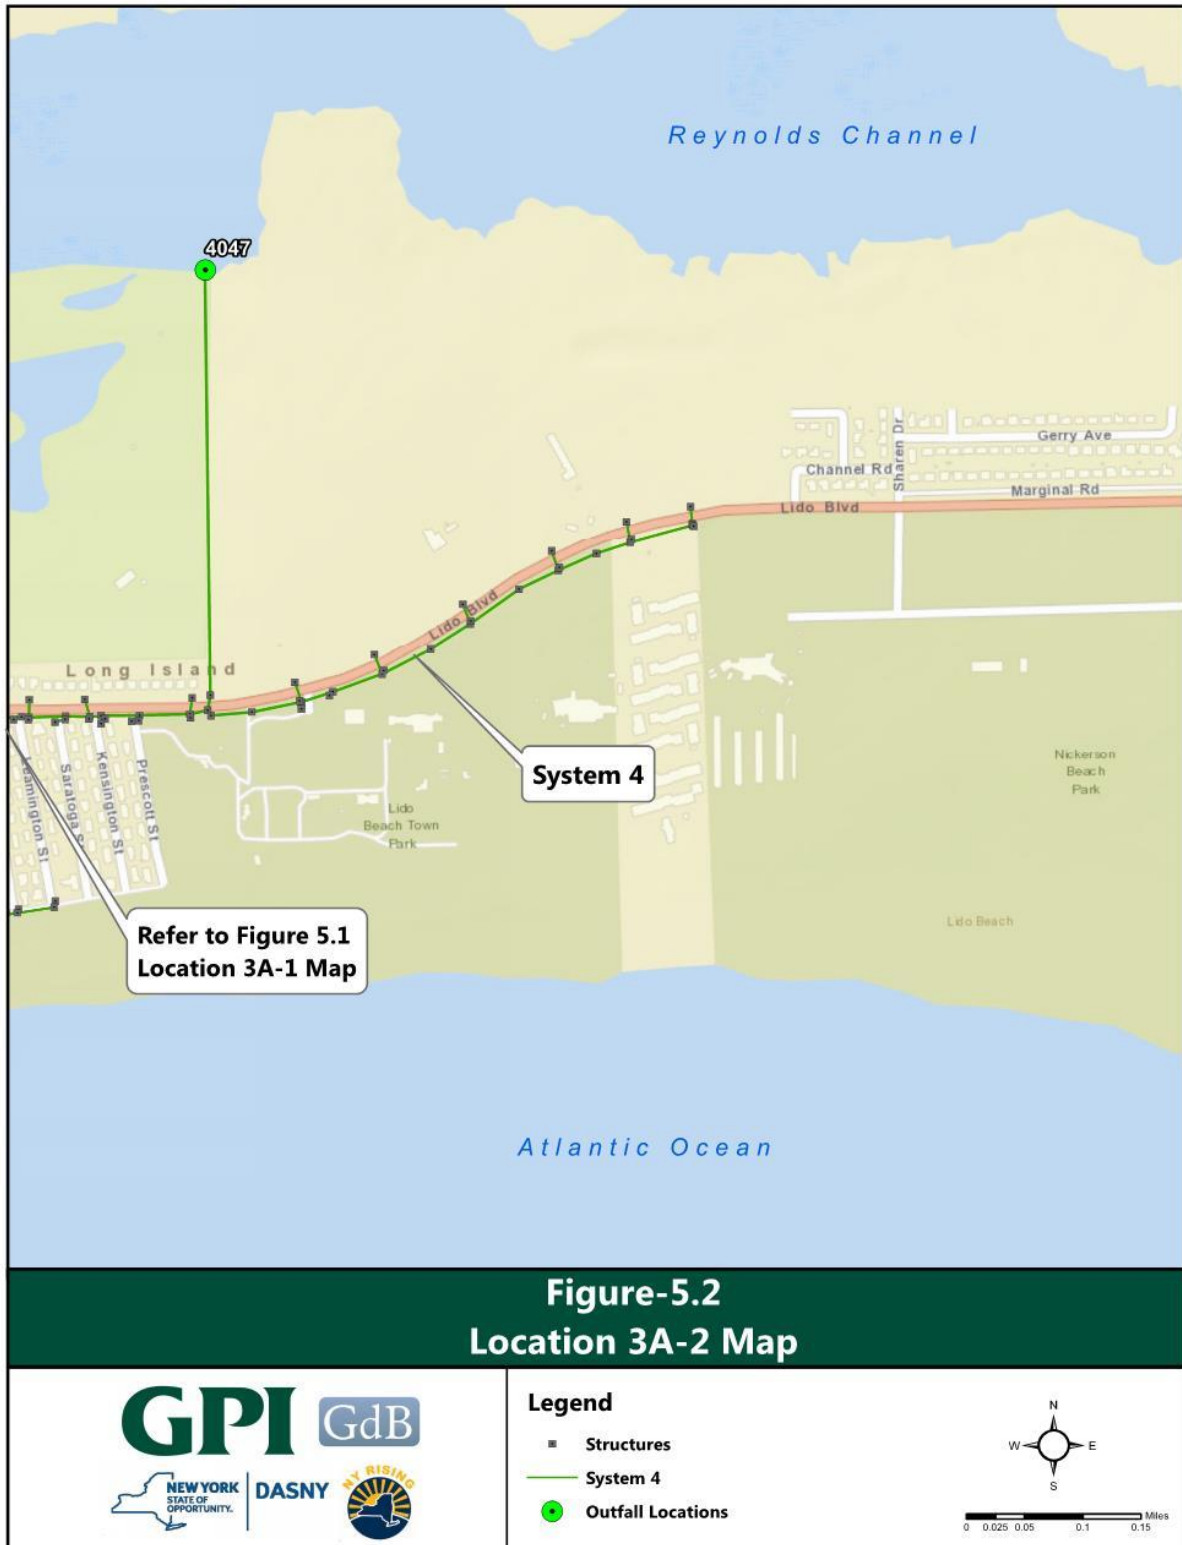 Reynolds Channel
4047
Gerry Ave
Sharen Dr
Channel Rd
Marginal Rd
Lido Blvd
Lido Blvd
Long Island
System 4
Leamington St
Saratoga St
Kensington St
Prescott St
Lido
Beach Town
Park
Nickerson
Beach
Park
Lido Beach
Refer to Figure 5.1
Location 3A-1 Map
Atlantic Ocean
Figure-5.2
Location 3A-2 Map
GPI
GdB
NEW YORK
STATE OF
OPPORTUNITY.
DASNY
NY RISING
Legend
Structures
System 4
Outfall Locations
N
W
E
S
Miles
0 0.025 0.05 0.1 0.15